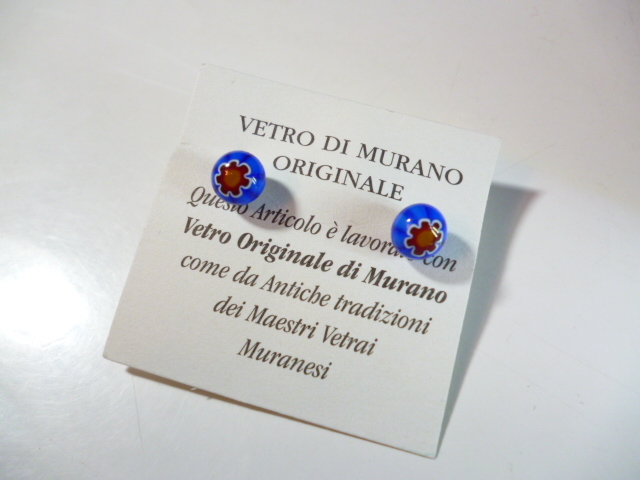 VETRO DI MURANO
ORIGINALE
Questo Articolo è lavorato con
Vetro Originale di Murano
come da Antiche tradizioni
dei Maestri Vetrai
Muranesi